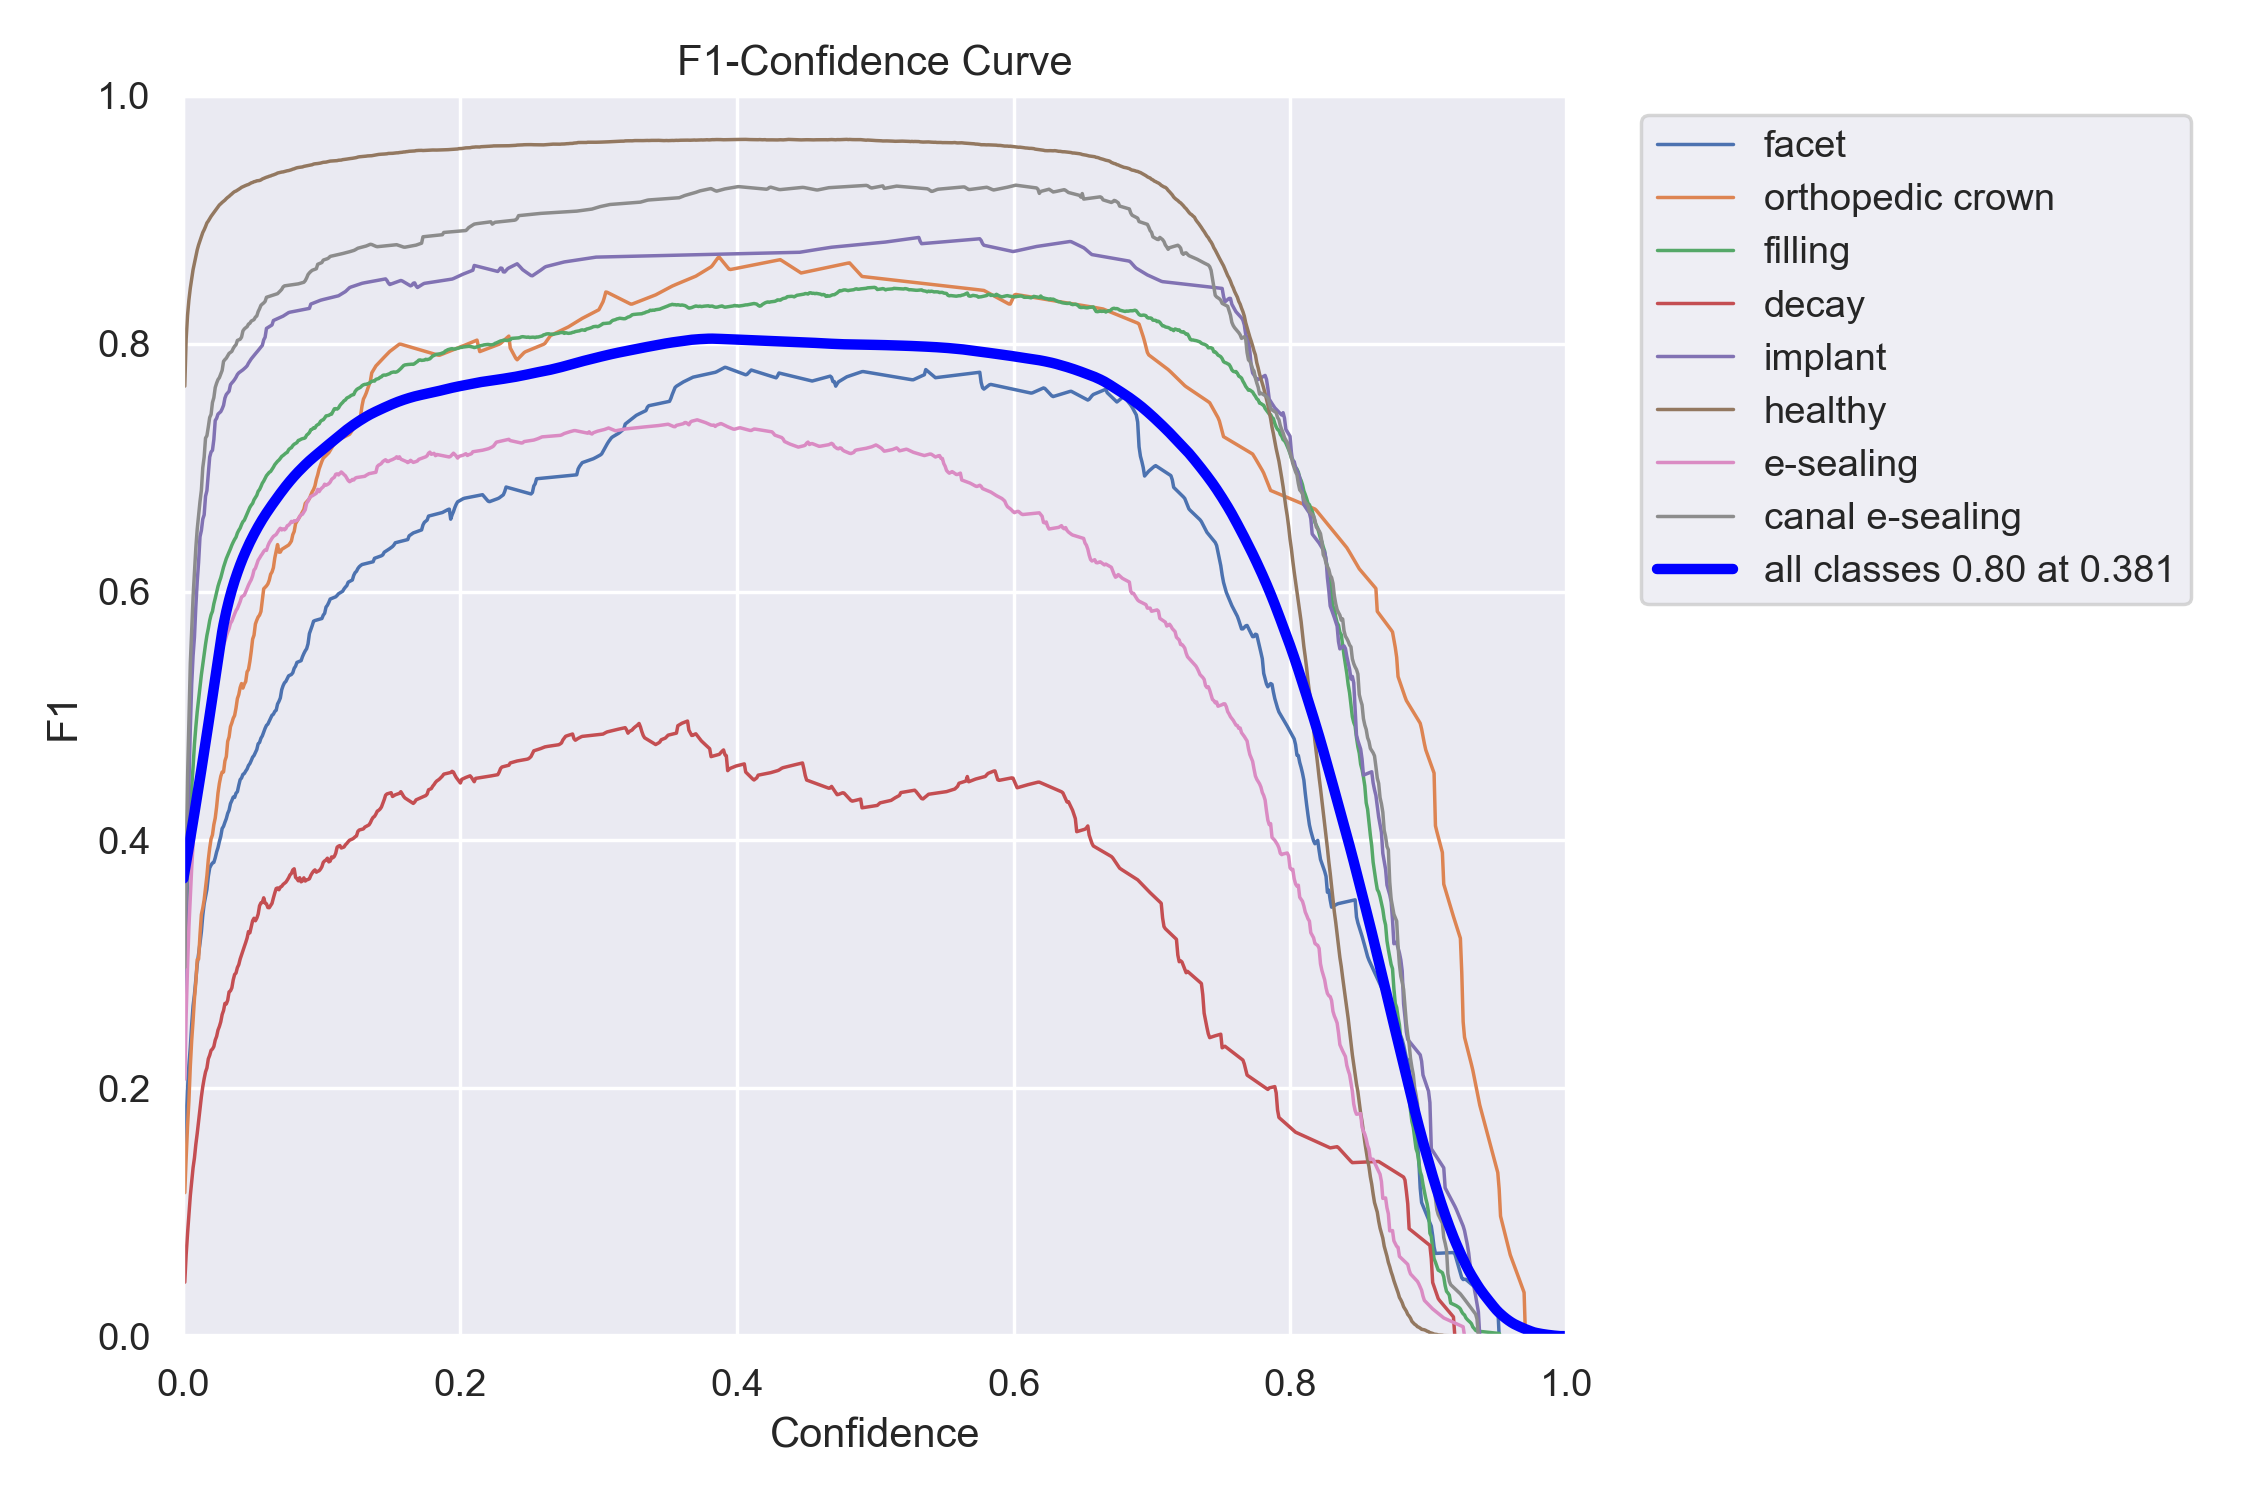 F1-Confidence Curve
1.0
0.8
0.6
0.4
0.2
0.0
F1
0.0 0.2 0.4 0.6 0.8 1.0
Confidence
facet
orthopedic crown
filling
decay
implant
healthy
e-sealing
canal e-sealing
all classes 0.80 at 0.381